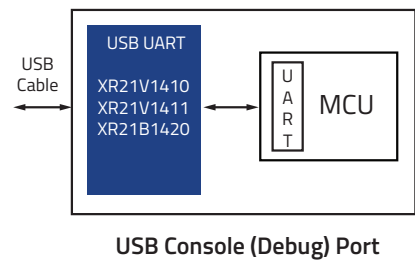 USB UART
USB
Cable
XR21V1410
XR21V1411
XR21B1420
U
A
R
T
MCU
USB Console (Debug) Port